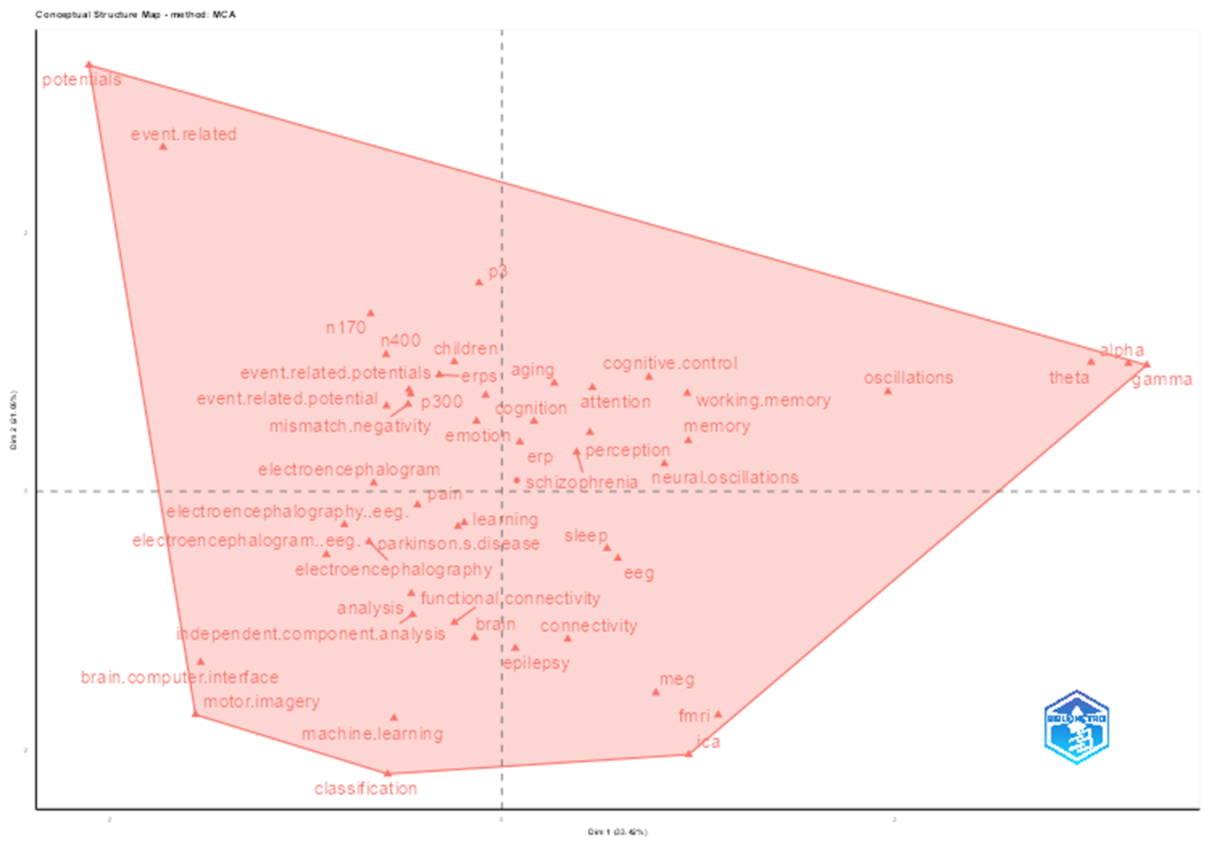 Conceptual Structure Map - method: MCA
potentials
event.related
p3
n170
n400
children
alpha
event.related.potentials
erps
aging
cognitive.control
oscillations
theta
gamma
event.related.potential
p300
cognition
attention
working.memory
mismatch.negativity
emotion
memory
erp
perception
electroencephalogram
schizophrenia
neural.oscillations
pain
electroencephalography..eeg.
learning
electroencephalogram..eeg.
parkinson.s.disease
sleep
electroencephalography
eeg
analysis
functional.connectivity
independent.component.analysis
brain
connectivity
epilepsy
brain.computer.interface
motor.imagery
meg
fmri
machine.learning
ica
classification